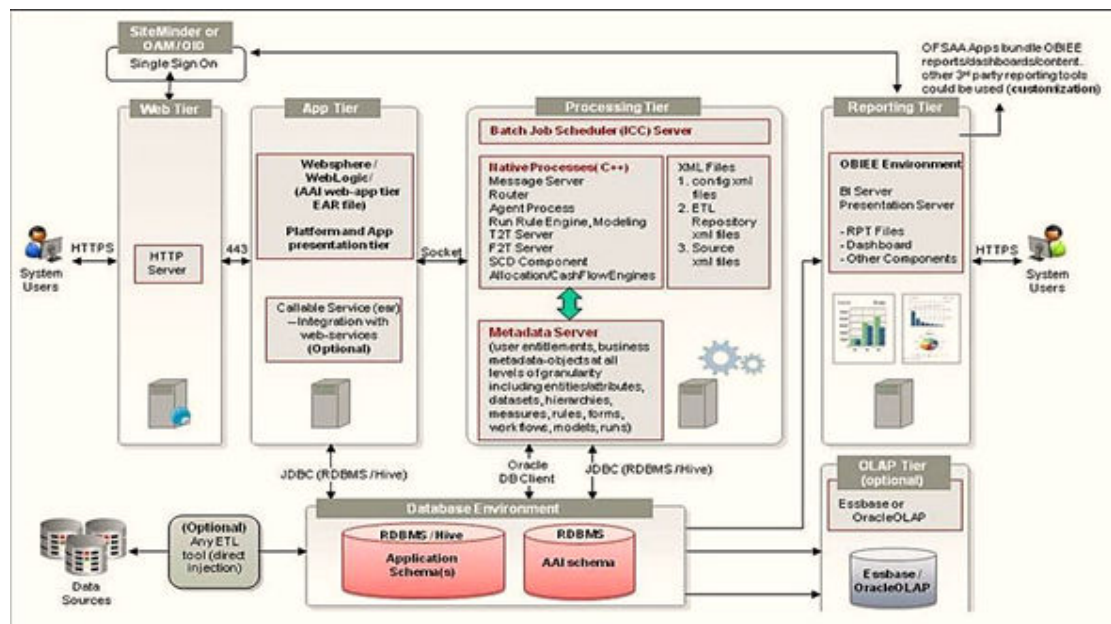 SiteMinder or
OAM/OID
Single Sign On
OFSAA Apps bundle OBIEE
reports/dashboards/content.
other 3rd party reporting tools
could be used (customization)
Web Tier
App Tier
Processing Tier
Reporting Tier
System
Users
HTTPS
HTTP
Server
443
Websphere /
WebLogic/
(AAI web-app tier
EAR file)
Platform and App
presentation tier
Callable Service (ear)
–Integration with
web-services
(Optional)
Socket
Batch Job Scheduler (ICC) Server
Native Processes( C++)
Message Server
Router
Agent Process
Run Rule Engine, Modeling
T2T Server
F2T Server
SCD Component
Allocation/CashFlowEngines
XML Files
1. config xml
files
2. ETL
Repository
xml files
3. Source
xml files
Metadata Server
(user entitlements, business
metadata-objects at all
levels of granularity
including entities/attributes,
datasets, hierarchies,
measures, rules, forms,
workflows, models, runs)
OBIEE Environment
BI Server
Presentation Server
- RPT Files
- Dashboard
- Other Components
HTTPS
System
Users
JDBC (RDBMS /Hive)
Oracle
DB Client
JDBC (RDBMS /Hive)
Data
Sources
(Optional)
Any ETL
tool (direct
injection)
Database Environment
RDBMS / Hive
Application
Schema(s)
RDBMS
AAI schema
OLAP Tier
(optional)
Essbase or
OracleOLAP
Essbase /
OracleOLAP